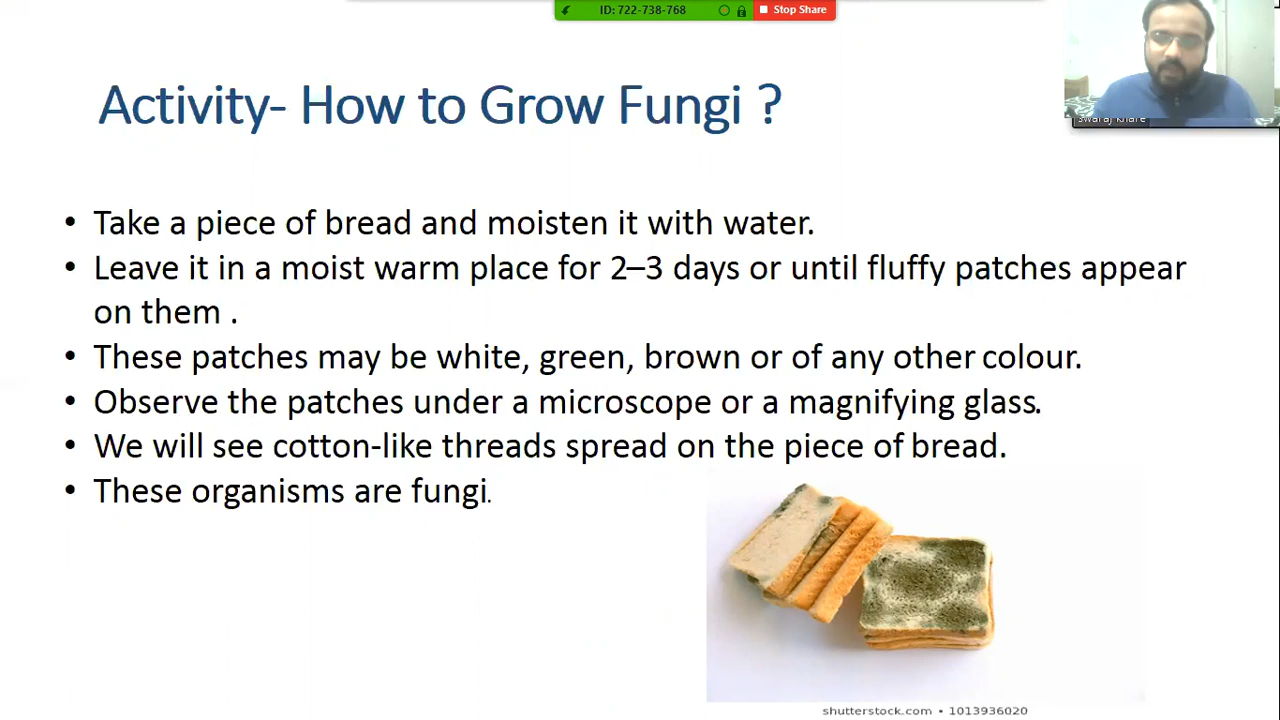 ID: 722-738-768
Stop Share
swaraj khare
Activity- How to Grow Fungi ?
• Take a piece of bread and moisten it with water.
• Leave it in a moist warm place for 2–3 days or until fluffy patches appear
on them .
• These patches may be white, green, brown or of any other colour.
• Observe the patches under a microscope or a magnifying glass.
• We will see cotton-like threads spread on the piece of bread.
• These organisms are fungi.
shutterstock.com • 1013936020